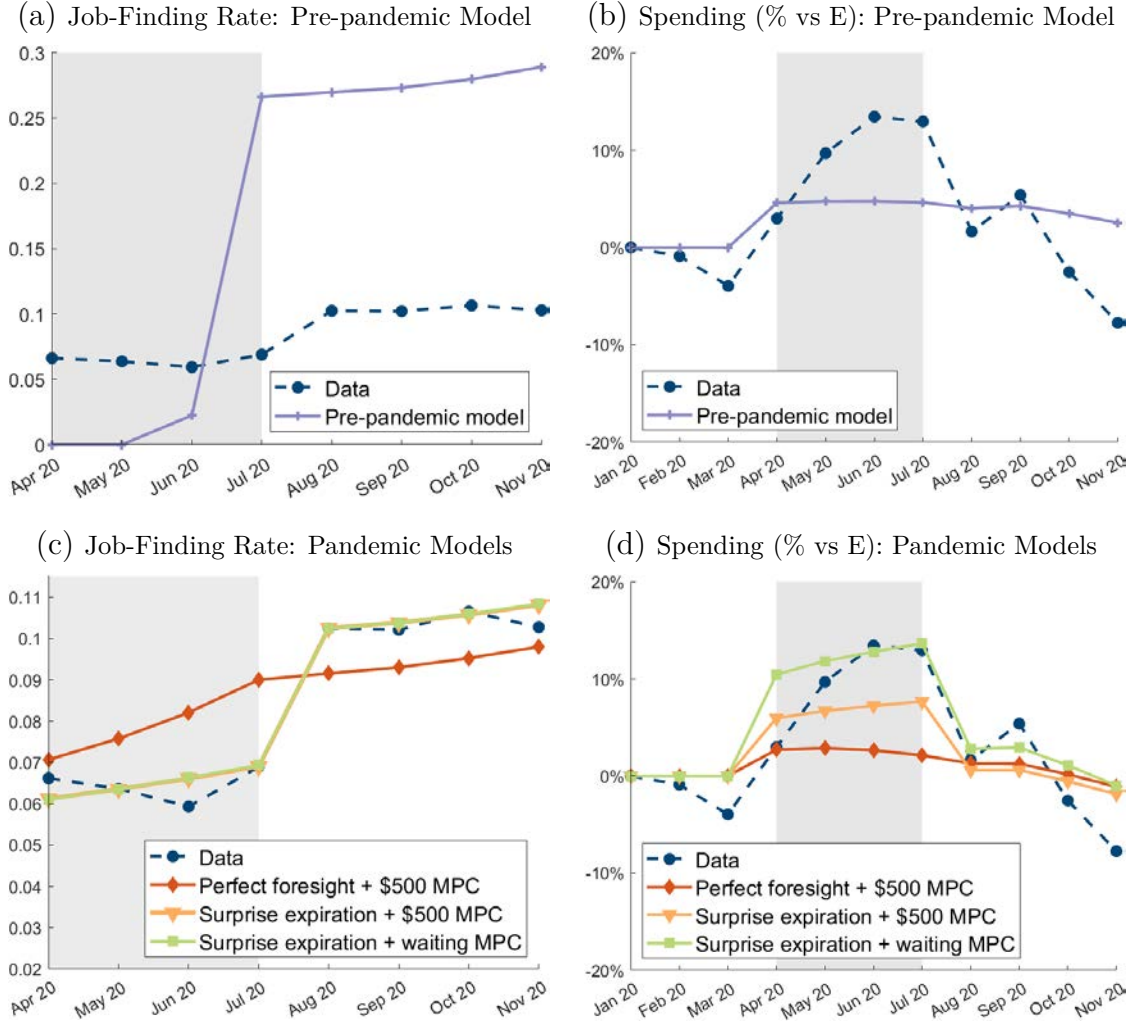 (a) Job-Finding Rate: Pre-pandemic Model
0.3
0.25
0.2
0.15
0.1
0.05
0
Data
Pre-pandemic model
Apr 20
May 20
Jun 20
Jul 20
Aug 20
Sep 20
Oct 20
Nov 20
(b) Spending (% vs E): Pre-pandemic Model
20%
10%
0%
-10%
-20%
Data
Pre-pandemic model
Jan 20
Feb 20
Mar 20
Apr 20
May 20
Jun 20
Jul 20
Aug 20
Sep 20
Oct 20
Nov 20
(c) Job-Finding Rate: Pandemic Models
0.11
0.1
0.09
0.08
0.07
0.06
0.05
0.04
0.03
0.02
Data
Perfect foresight + $500 MPC
Surprise expiration + $500 MPC
Surprise expiration + waiting MPC
Apr 20
May 20
Jun 20
Jul 20
Aug 20
Sep 20
Oct 20
Nov 20
(d) Spending (% vs E): Pandemic Models
20%
10%
0%
-10%
-20%
Data
Perfect foresight + $500 MPC
Surprise expiration + $500 MPC
Surprise expiration + waiting MPC
Jan 20
Feb 20
Mar 20
Apr 20
May 20
Jun 20
Jul 20
Aug 20
Sep 20
Oct 20
Nov 20